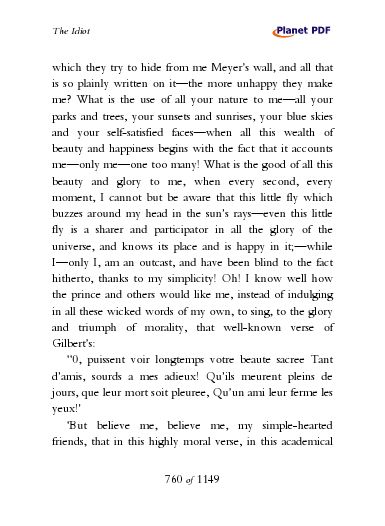 The Idiot
Planet PDF
which they try to hide from me Meyer's wall, and all that
is so plainly written on it—the more unhappy they make
me? What is the use of all your nature to me—all your
parks and trees, your sunsets and sunrises, your blue skies
and your self-satisfied faces—when all this wealth of
beauty and happiness begins with the fact that it accounts
me—only me—one too many! What is the good of all this
beauty and glory to me, when every second, every
moment, I cannot but be aware that this little fly which
buzzes around my head in the sun's rays—even this little
fly is a sharer and participator in all the glory of the
universe, and knows its place and is happy in it;—while
I—only I, am an outcast, and have been blind to the fact
hitherto, thanks to my simplicity! Oh! I know well how
the prince and others would like me, instead of indulging
in all these wicked words of my own, to sing, to the glory
and triumph of morality, that well-known verse of
Gilbert's:
'"0, puissent voir longtemps votre beaute sacree Tant
d'amis, sourds a mes adieux! Qu'ils meurent pleins de
jours, que leur mort soit pleuree, Qu'un ami leur ferme les
yeux!'
'But believe me, believe me, my simple-hearted
friends, that in this highly moral verse, in this academical
760 of 1149